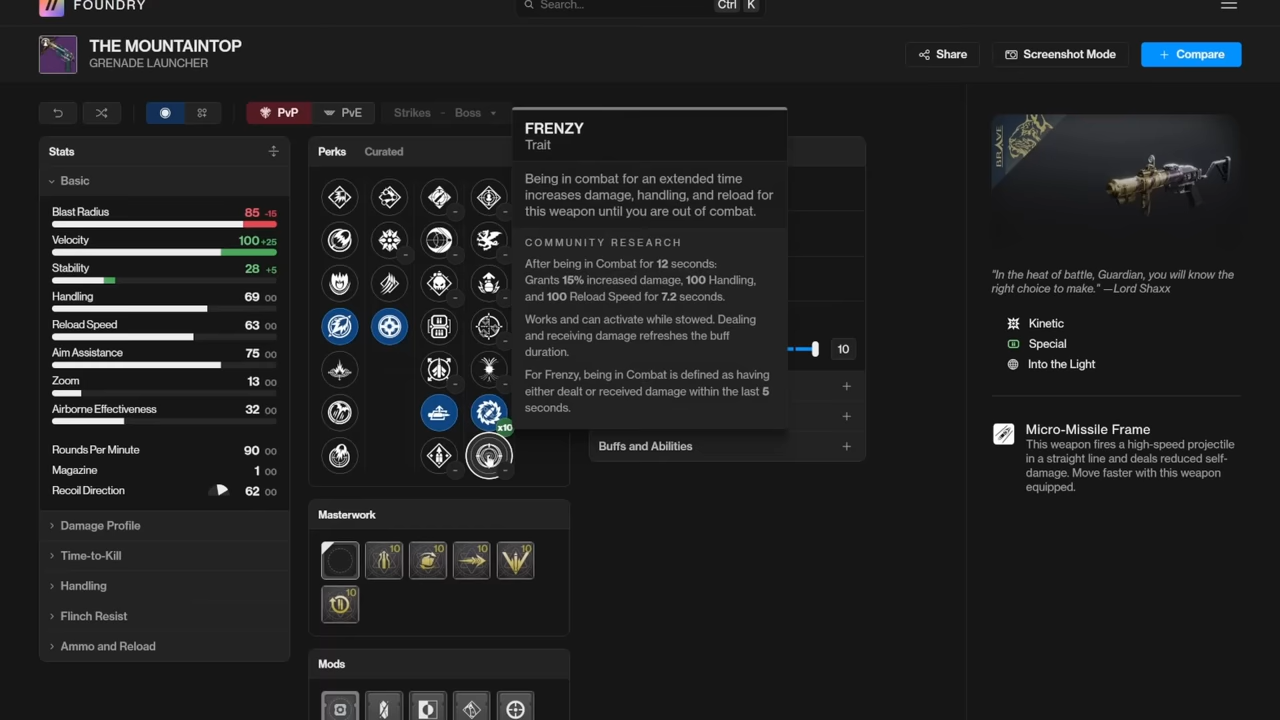 FOUNDRY
Search...
Ctrl
K
THE MOUNTAINTOP
GRENADE LAUNCHER
Share
Screenshot Mode
+ Compare
PvP
PvE
Strikes - Boss
Stats
Basic
Blast Radius 85 -15
Velocity 100 +25
Stability 28 +5
Handling 69 00
Reload Speed 63 00
Aim Assistance 75 00
Zoom 13 00
Airborne Effectiveness 32 00
Rounds Per Minute 90 00
Magazine 1 00
Recoil Direction 62 00
Damage Profile
Time-to-Kill
Handling
Flinch Resist
Ammo and Reload
Perks
Curated
x10
Masterwork
10
10
10
10
10
Mods
FRENZY
Trait
Being in combat for an extended time
increases damage, handling, and reload for
this weapon until you are out of combat.
COMMUNITY RESEARCH
After being in Combat for 12 seconds:
Grants 15% increased damage, 100 Handling,
and 100 Reload Speed for 7.2 seconds.
Works and can activate while stowed. Dealing
and receiving damage refreshes the buff
duration.
For Frenzy, being in Combat is defined as having
either dealt or received damage within the last 5
seconds.
10
+
+
Buffs and Abilities +
BRAVE
"In the heat of battle, Guardian, you will know the
right choice to make." —Lord Shaxx
Kinetic
Special
Into the Light
Micro-Missile Frame
This weapon fires a high-speed projectile
in a straight line and deals reduced self-
damage. Move faster with this weapon
equipped.